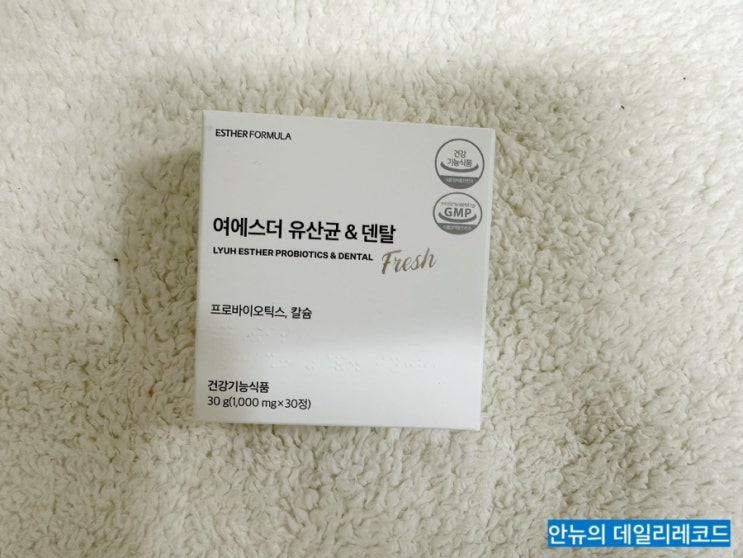 ESTHER FORMULA
건강
기능식품
GMP
여에스더 유산균 & 덴탈
LYUH ESTHER PROBIOTICS & DENTAL
Fresh
프로바이오틱스, 칼슘
건강기능식품
30 g(1,000 mg×30정)
안뉴의 데일리레코드